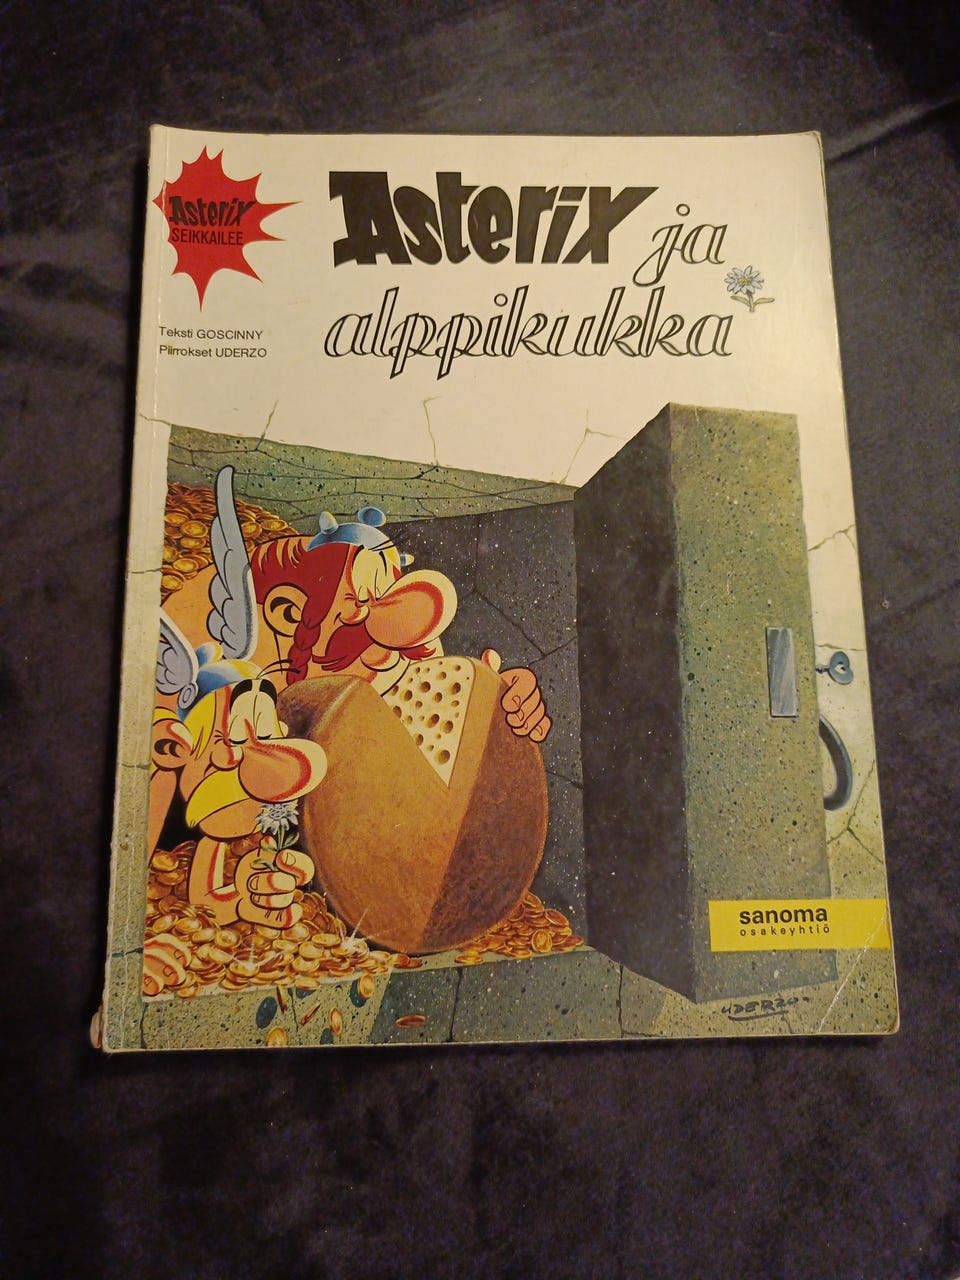 Asterix
SEIKKAILEE
Asterix ja
alppikukka
Teksti GOSCINNY
Piirrokset UDERZO
sanoma
osakeyhtiö
UDERZO